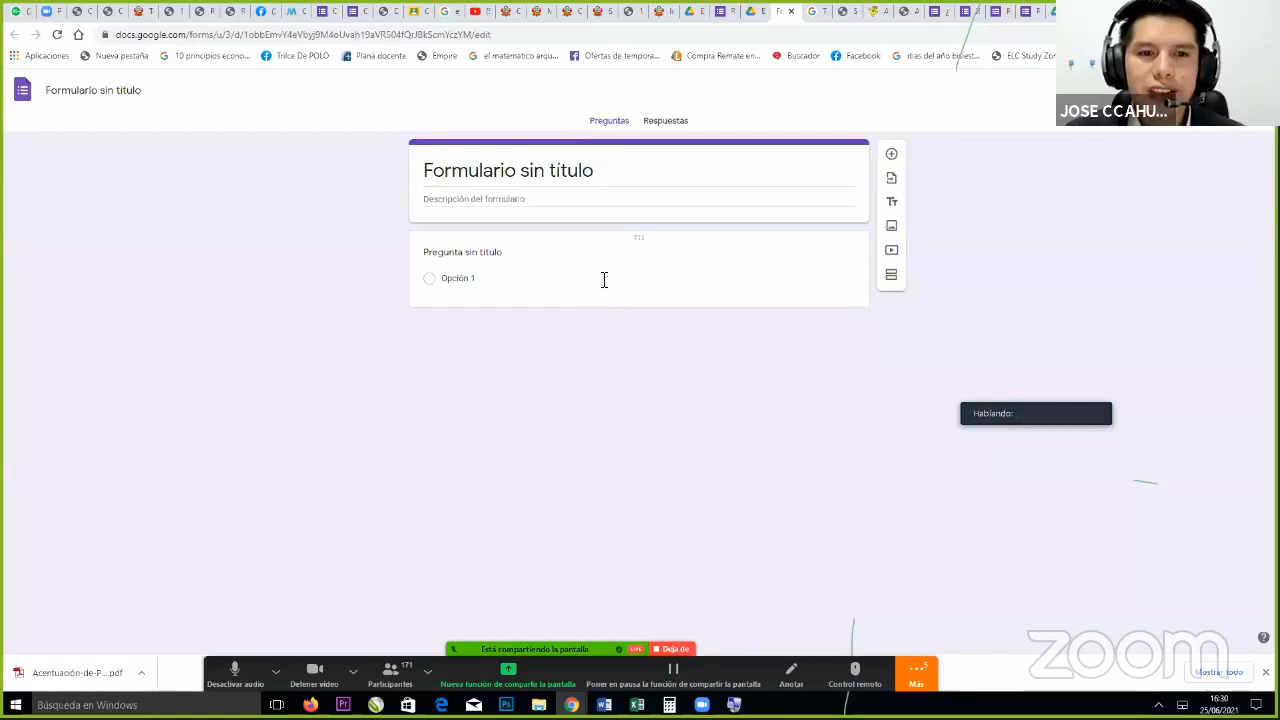 docs.google.com/forms/u/3/d/1obbEmvY4eVbyj9M4oUvah19aVRS04fQrJBkScmYczYM/edit
Aplicaciones
Nueva pestaña
10 principios econo...
Trilce De POLO
Plana docente
Desaire
el matematico arqu...
Ofertas de tempora...
Compra Remate en...
Buscador
Facebook
dias del año bisiest...
ELC Study Zo
JOSE CCAHU...
Formulario sin título
Preguntas
Respuestas
Formulario sin título
Descripción del formulario
Pregunta sin título
Opción 1
Hablando:
Está compartiendo la pantalla
LIVE
Deja de
zoom
Acentuación-de-P....pdf
171
5
Desactivar audio
Detener video
Participantes
Nueva función de compartir la pantalla
Poner en pausa la función de compartir la pantalla
Anotar
Control remoto
Más
Mostrar todo
Búsqueda en Windows
16:30
25/06/2021